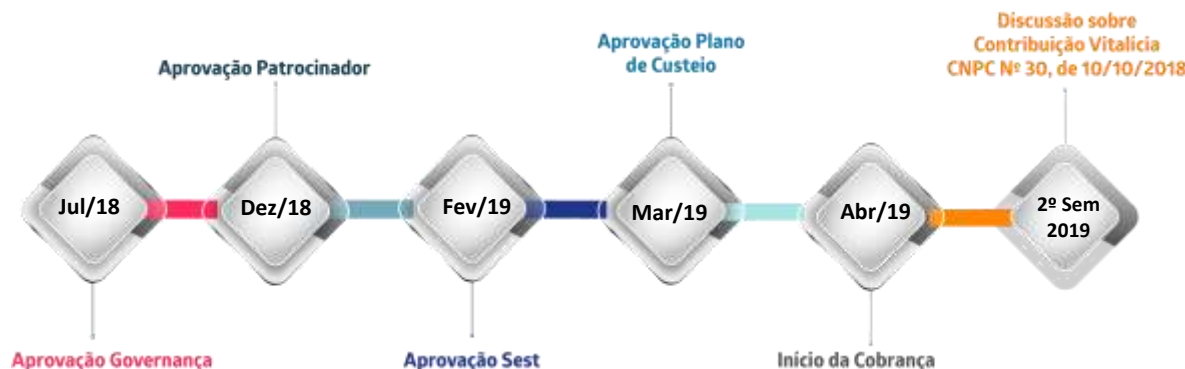 Discussão sobre
Contribuição Vitalícia
CNPC Nº 30, de 10/10/2018
Aprovação Plano
de Custeio
Aprovação Patrocinador
Jul/18
Dez/18
Fev/19
Mar/19
Abr/19
2º Sem
2019
Aprovação Governança
Aprovação Sest
Início da Cobrança